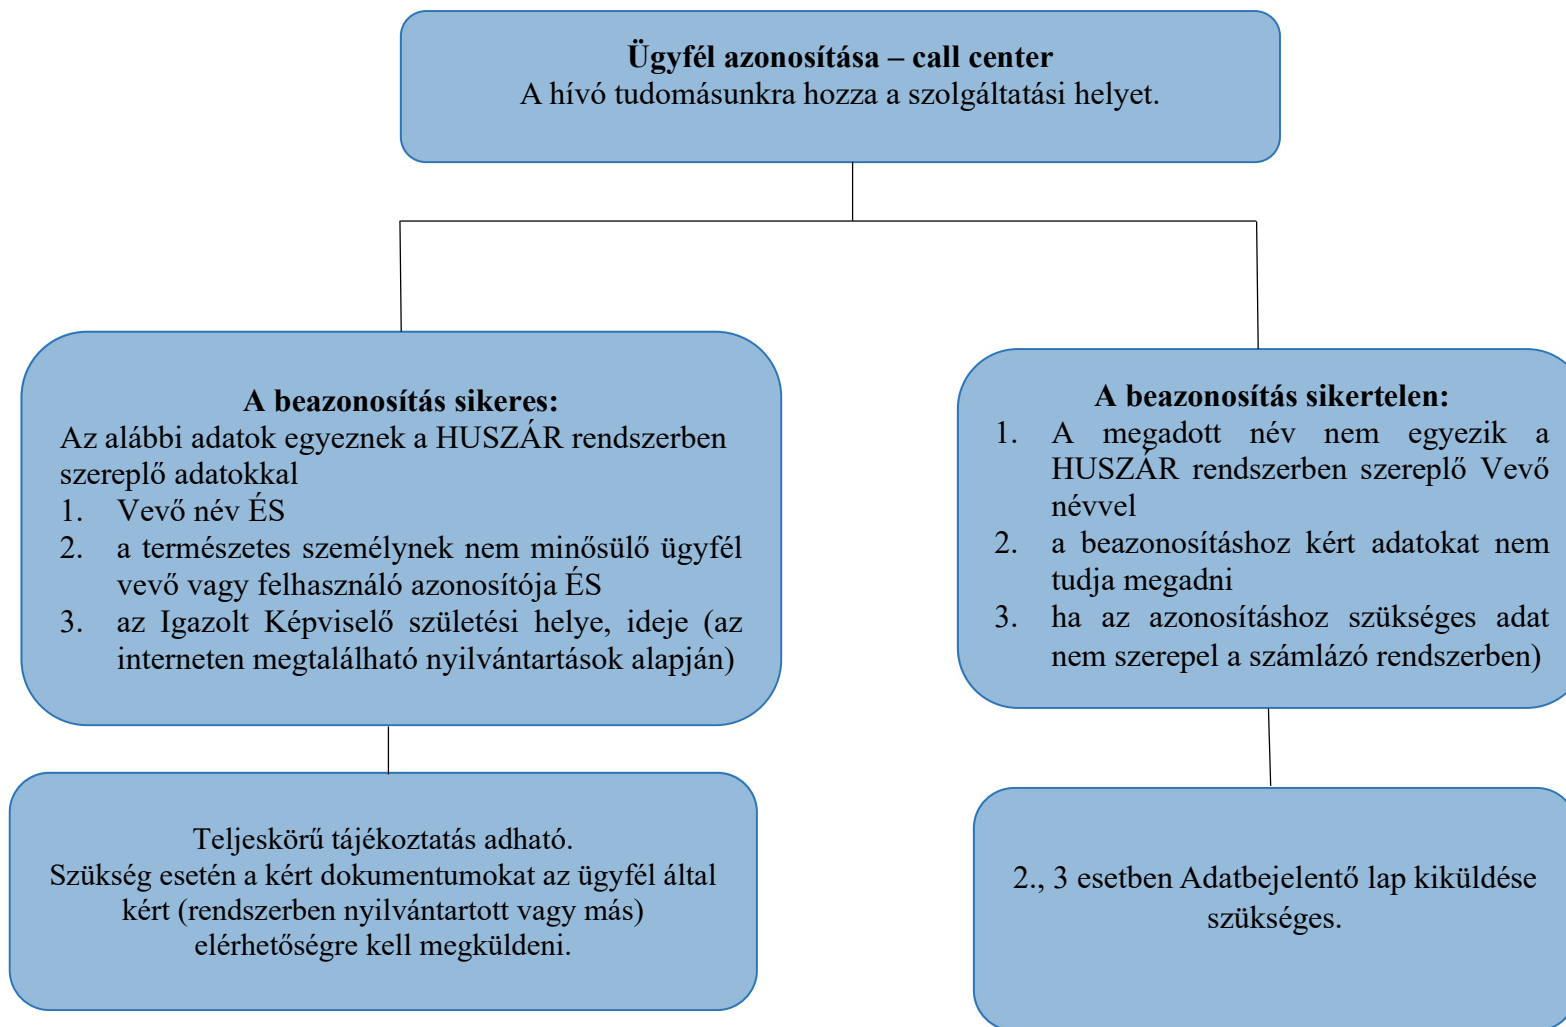 Ügyfél azonosítása – call center
A hívó tudomásunkra hozza a szolgáltatási helyet.
A beazonosítás sikeres:
Az alábbi adatok egyeznek a HUSZÁR rendszerben
szereplő adatokkal
1. Vevő név ÉS
2. a természetes személynek nem minősülő ügyfél
vevő vagy felhasználó azonosítója ÉS
3. az Igazolt Képviselő születési helye, ideje (az
interneten megtalálható nyilvántartások alapján)
A beazonosítás sikertelen:
1. A megadott név nem egyezik a
HUSZÁR rendszerben szereplő Vevő
névvel
2. a beazonosításhoz kért adatokat nem
tudja megadni
3. ha az azonosításhoz szükséges adat
nem szerepel a számlázó rendszerben)
Teljeskörű tájékoztatás adható.
Szükség esetén a kért dokumentumokat az ügyfél által
kért (rendszerben nyilvántartott vagy más)
elérhetőségre kell megküldeni.
2., 3 esetben Adatbejelentő lap kiküldése
szükséges.